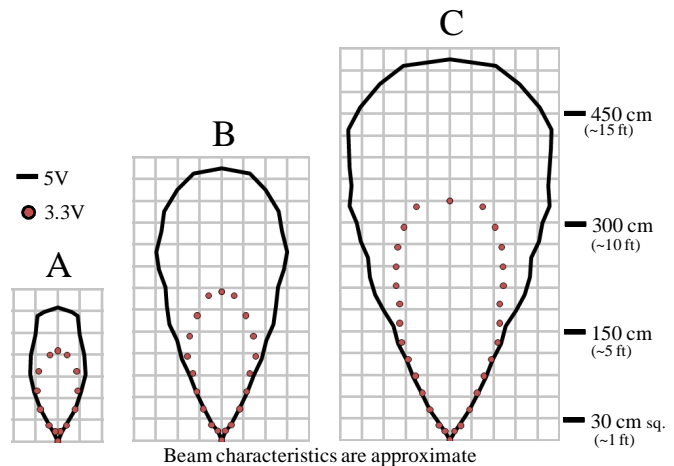 A
B
C
5V
3.3V
450 cm
(~15 ft)
300 cm
(~10 ft)
150 cm
(~5 ft)
30 cm sq.
(~1 ft)
Beam characteristics are approximate